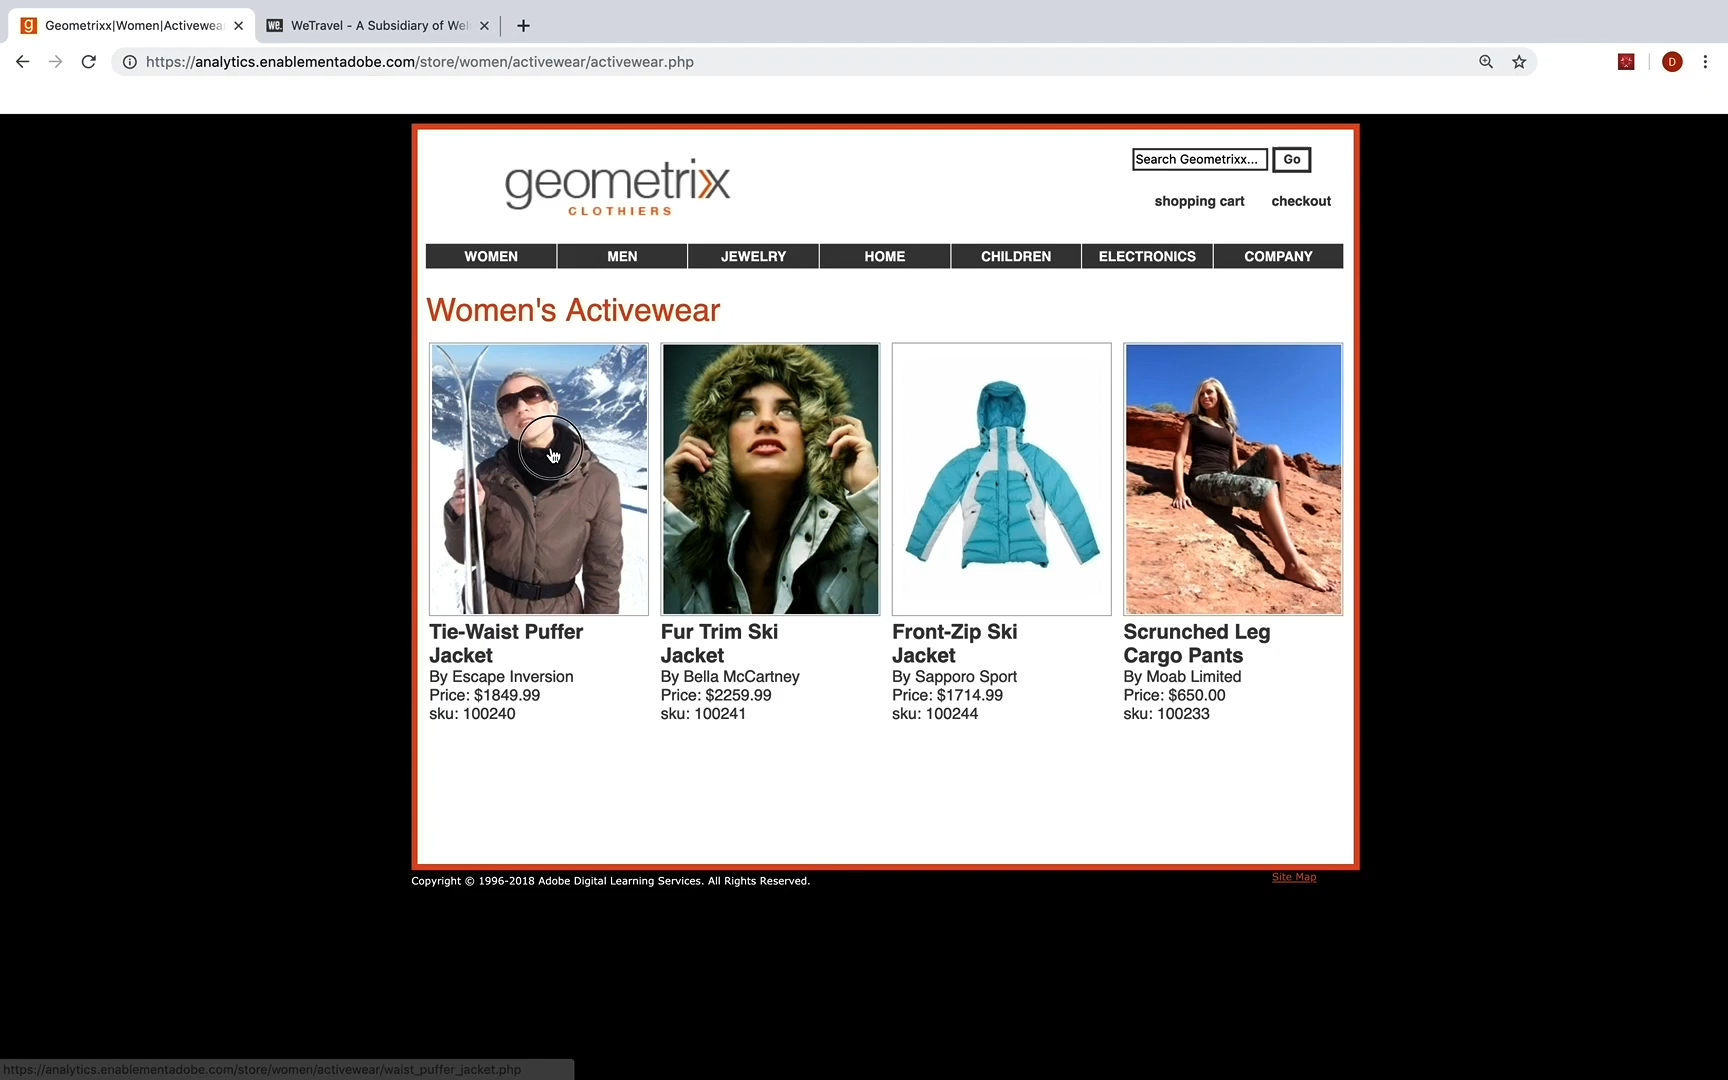 Geometrixx|Women|Activewea
WeTravel - A Subsidiary of Wel
https://analytics.enablementadobe.com/store/women/activewear/activewear.php
D
geometrixx
CLOTHIERS
Search Geometrixx...
Go
shopping cart
checkout
WOMEN
MEN
JEWELRY
HOME
CHILDREN
ELECTRONICS
COMPANY
Women's Activewear
Tie-Waist Puffer
Jacket
By Escape Inversion
Price: $1849.99
sku: 100240
Fur Trim Ski
Jacket
By Bella McCartney
Price: $2259.99
sku: 100241
Front-Zip Ski
Jacket
By Sapporo Sport
Price: $1714.99
sku: 100244
Scrunched Leg
Cargo Pants
By Moab Limited
Price: $650.00
sku: 100233
Copyright © 1996-2018 Adobe Digital Learning Services. All Rights Reserved.
Site Map
https://analytics.enablementadobe.com/store/women/activewear/waist_puffer_jacket.php